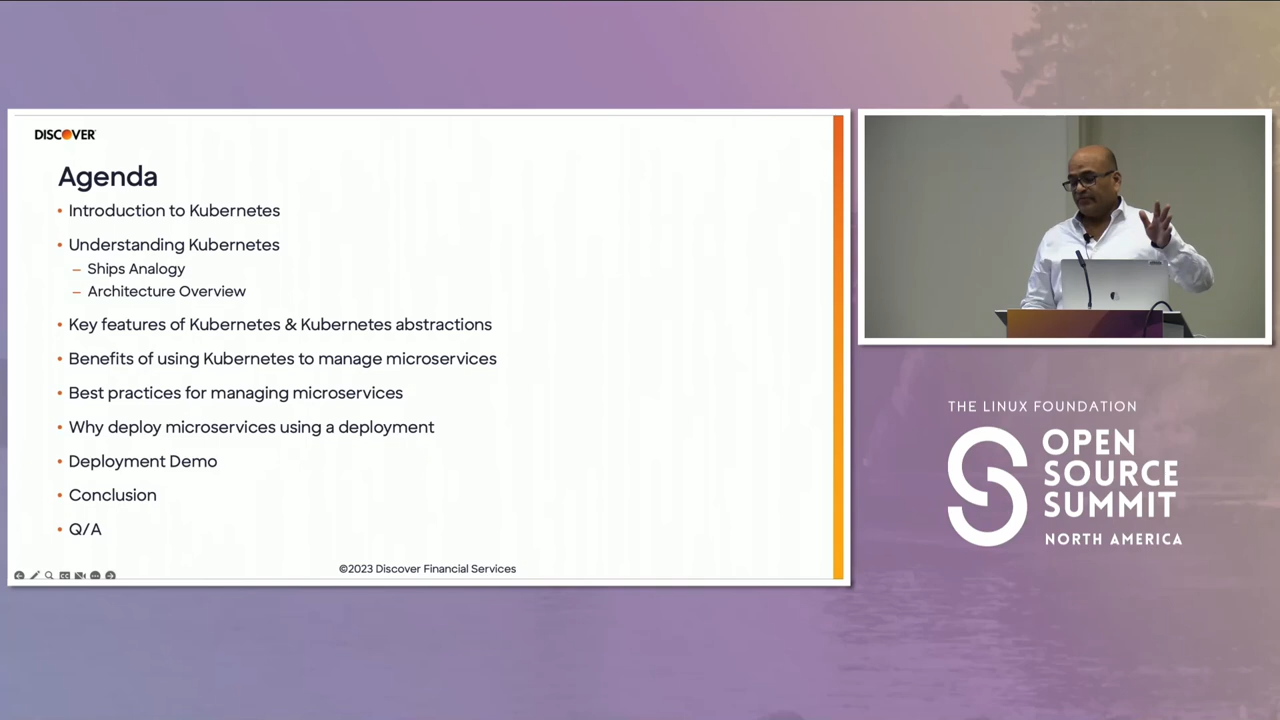 DISCOVER
Agenda
• Introduction to Kubernetes
• Understanding Kubernetes
– Ships Analogy
– Architecture Overview
• Key features of Kubernetes & Kubernetes abstractions
• Benefits of using Kubernetes to manage microservices
• Best practices for managing microservices
• Why deploy microservices using a deployment
• Deployment Demo
• Conclusion
• Q/A
©2023 Discover Financial Services
THE LINUX FOUNDATION
OPEN
SOURCE
SUMMIT
NORTH AMERICA